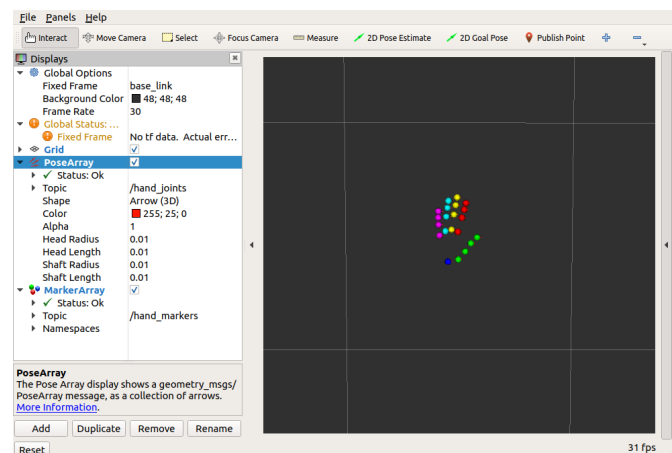 File Panels Help
Interact Move Camera Select Focus Camera Measure 2D Pose Estimate 2D Goal Pose Publish Point
Displays
Global Options
Fixed Frame base_link
Background Color 48; 48; 48
Frame Rate 30
Global Status: ...
Fixed Frame No tf data. Actual err...
Grid
PoseArray
Status: Ok
Topic /hand_joints
Shape Arrow (3D)
Color 255; 25; 0
Alpha 1
Head Radius 0.01
Head Length 0.01
Shaft Radius 0.01
Shaft Length 0.01
MarkerArray
Status: Ok
Topic /hand_markers
Namespaces
PoseArray
The Pose Array display shows a geometry_msgs/
PoseArray message, as a collection of arrows.
More Information.
Add Duplicate Remove Rename
Reset 31 fps